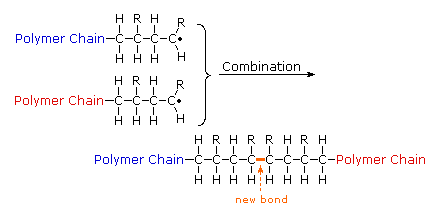 H R H R
Polymer Chain–C–C–C–C•
H H H H
Combination
H R H R
Polymer Chain–C–C–C–C•
H H H H
H R H R R H R H
Polymer Chain–C–C–C–C–C–C–C–C–Polymer Chain
H H H H H H H H
new bond